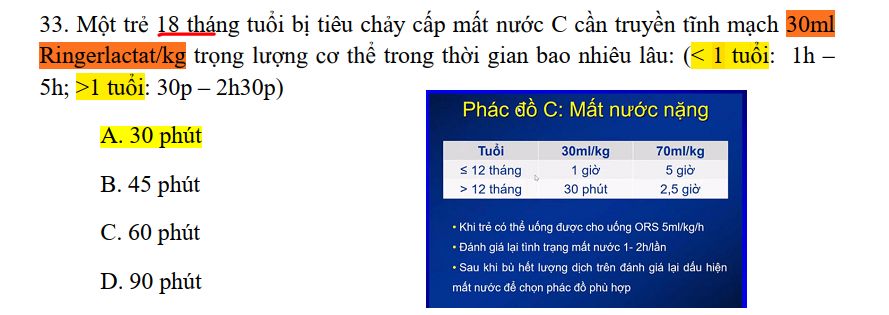 33. Một trẻ 18 tháng tuổi bị tiêu chảy cấp mất nước C cần truyền tĩnh mạch 30ml
Ringerlactat/kg trọng lượng cơ thể trong thời gian bao nhiêu lâu: (< 1 tuổi: 1h –
5h; >1 tuổi: 30p – 2h30p)
A. 30 phút
B. 45 phút
C. 60 phút
D. 90 phút
Phác đồ C: Mất nước nặng
Tuổi 30ml/kg 70ml/kg
≤ 12 tháng 1 giờ 5 giờ
> 12 tháng 30 phút 2,5 giờ
• Khi trẻ có thể uống được cho uống ORS 5ml/kg/h
• Đánh giá lại tình trạng mất nước 1- 2h/lần
• Sau khi bù hết lượng dịch trên đánh giá lại dấu hiện
mất nước để chọn phác đồ phù hợp